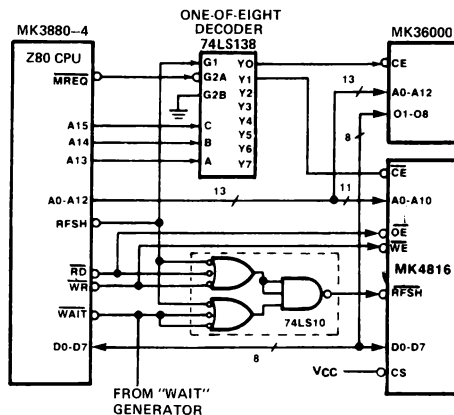 ONE-OF-EIGHT
DECODER
74LS138
MK3880-4
MK36000
Z80 CPU
MREQ
A15
A14
A13
A0-A12
RFSH
RD
WR
WAIT
D0-D7
G1
G2A
G2B
C
B
A
Y0
Y1
Y2
Y3
Y4
Y5
Y6
Y7
13
8
13
11
8
74LS10
CE
A0-A12
O1-O8
CE
A0-A10
OE
WE
MK4816
RFSH
D0-D7
VCC
CS
FROM "WAIT"
GENERATOR